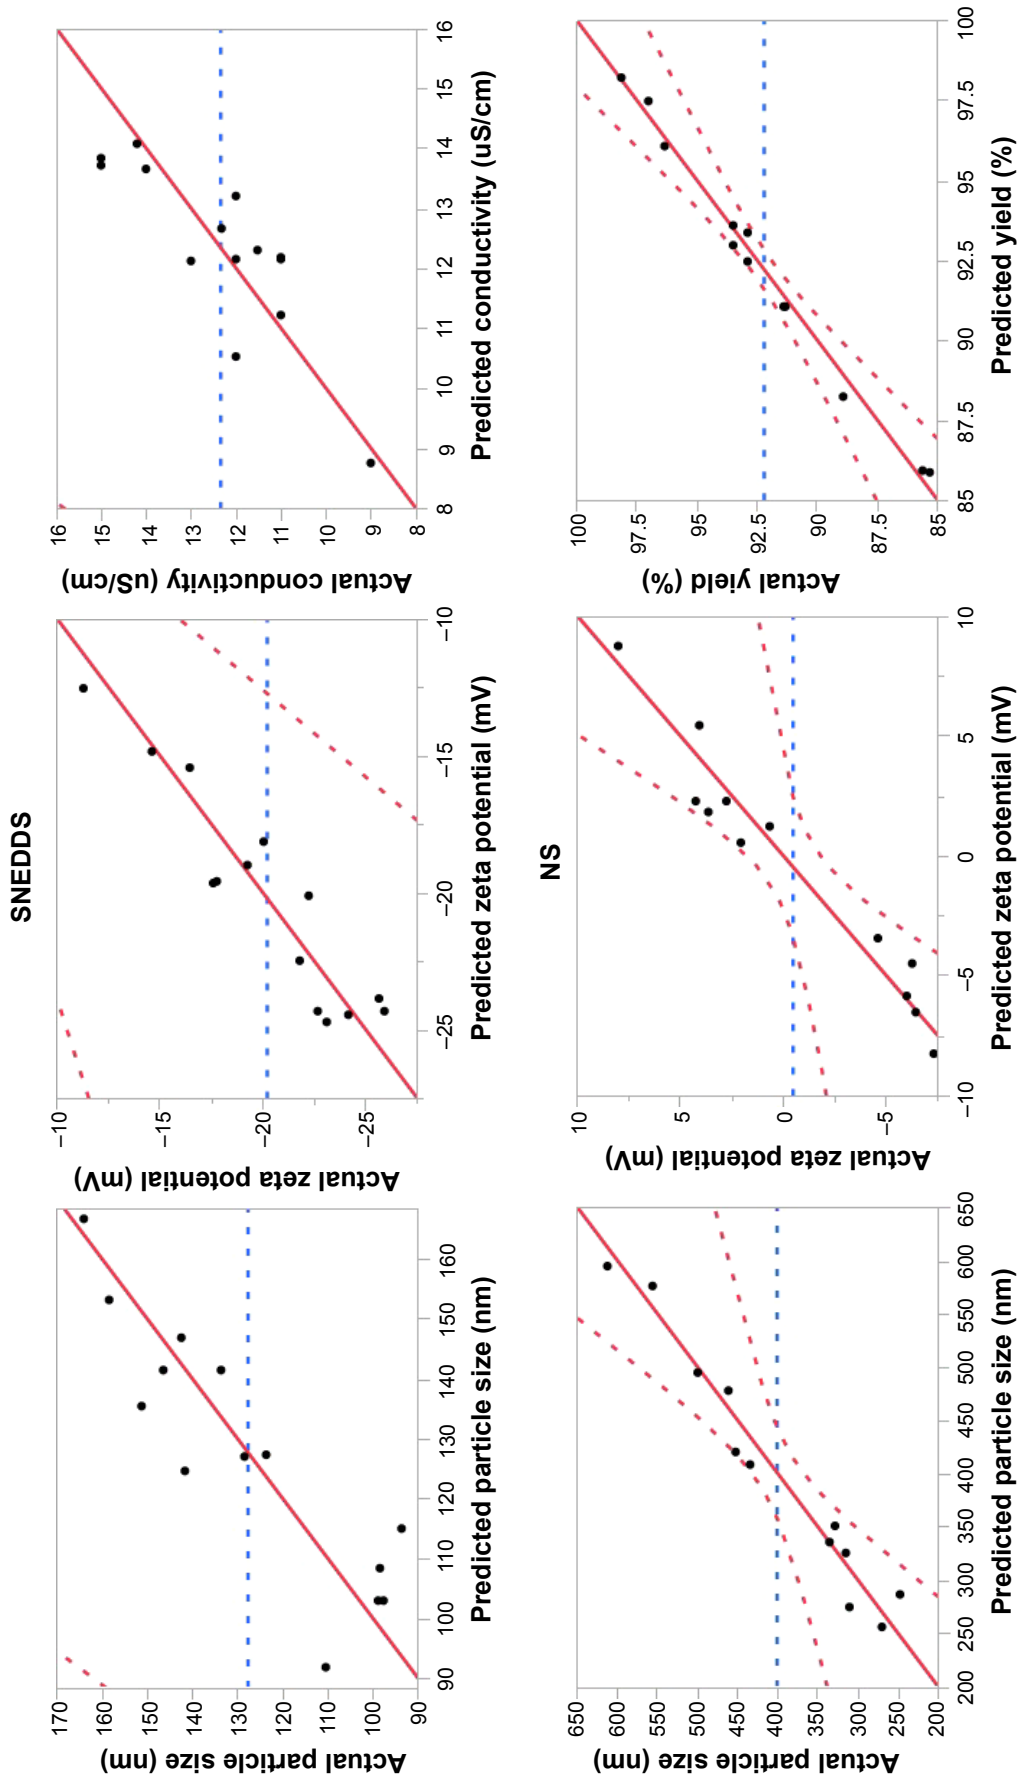 SNEDDS
Actual particle size (nm)
170
160
150
140
130
120
110
100
90
90 100 110 120 130 140 150 160
Predicted particle size (nm)
Actual zeta potential (mV)
−10
−15
−20
−25
−25 −20 −15 −10
Predicted zeta potential (mV)
Actual conductivity (uS/cm)
16
15
14
13
12
11
10
9
8
8 9 10 11 12 13 14 15 16
Predicted conductivity (uS/cm)
NS
Actual particle size (nm)
650
600
550
500
450
400
350
300
250
200
200 250 300 350 400 450 500 550 600 650
Predicted particle size (nm)
Actual zeta potential (mV)
10
5
0
−5
−10 −5 0 5 10
Predicted zeta potential (mV)
Actual yield (%)
100
97.5
95
92.5
90
87.5
85
85 87.5 90 92.5 95 97.5 100
Predicted yield (%)